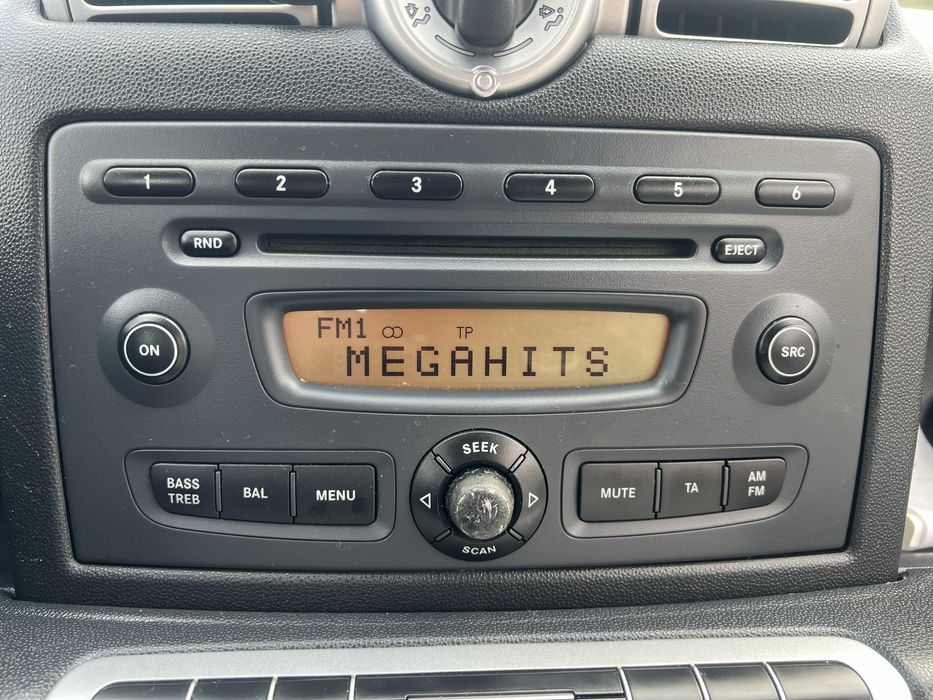 1 2 3 4 5 6
RND EJECT
FM1 TP
MEGAHITS
ON
SRC
SEEK
BASS
TREB
BAL
MENU
SCAN
MUTE
TA
AM
FM